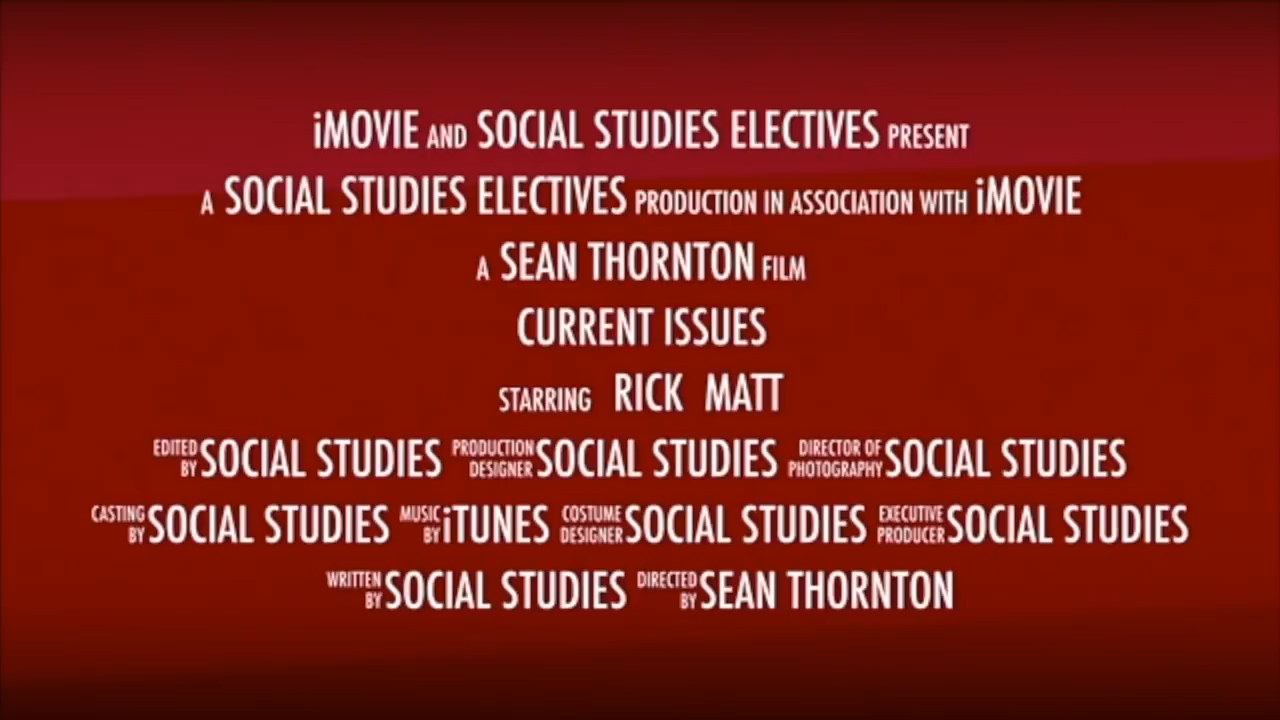 iMOVIE AND SOCIAL STUDIES ELECTIVES PRESENT
A SOCIAL STUDIES ELECTIVES PRODUCTION IN ASSOCIATION WITH iMOVIE
A SEAN THORNTON FILM
CURRENT ISSUES
STARRING RICK MATT
EDITED BY SOCIAL STUDIES PRODUCTION DESIGNER SOCIAL STUDIES DIRECTOR OF PHOTOGRAPHY SOCIAL STUDIES
CASTING BY SOCIAL STUDIES MUSIC BY iTUNES COSTUME DESIGNER SOCIAL STUDIES EXECUTIVE PRODUCER SOCIAL STUDIES
WRITTEN BY SOCIAL STUDIES DIRECTED BY SEAN THORNTON